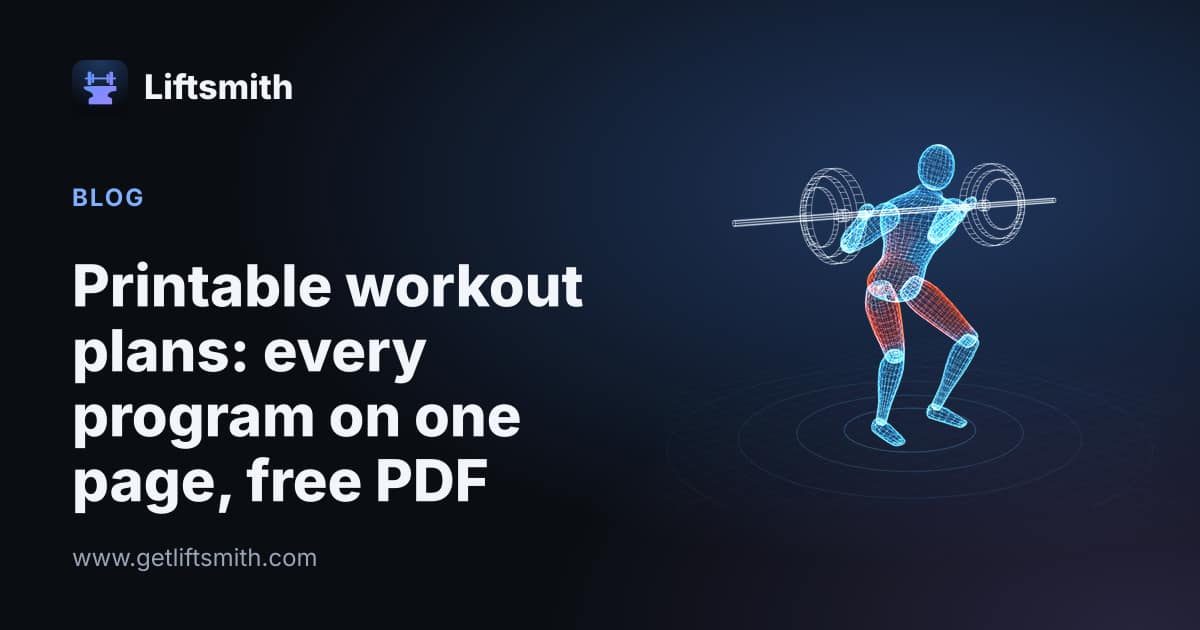 Liftsmith
BLOG
Printable workout
plans: every
program on one
page, free PDF
www.getliftsmith.com